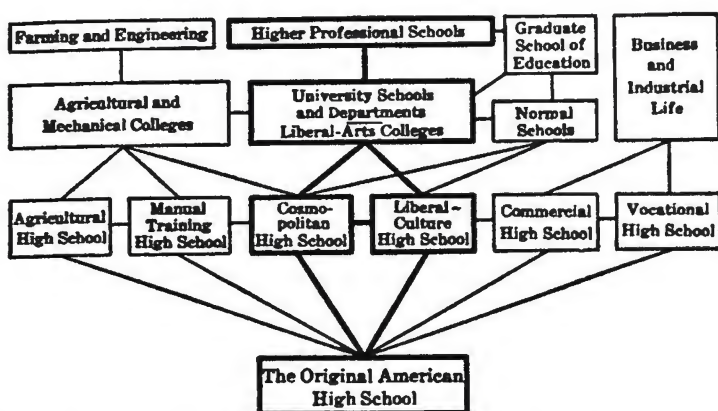 Farming and Engineering
Higher Professional Schools
Graduate
School of
Education
Business
and
Industrial
Life
Agricultural and
Mechanical Colleges
University Schools
and Departments
Liberal-Arts Colleges
Normal
Schools
Agricultural
High School
Manual
Training
High School
Cosmo-
politan
High School
Liberal-
Culture
High School
Commercial
High School
Vocational
High School
The Original American
High School